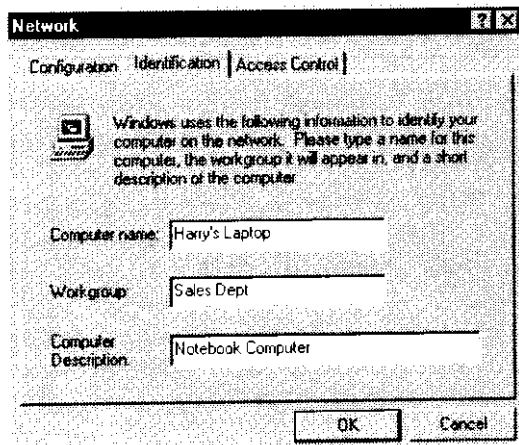 Network
Configuration Identification Access Control
Windows uses the following information to identify your
computer on the network. Please type a name for this
computer, the workgroup it will appear in, and a short
description of the computer.
Computer name: Harry's Laptop
Workgroup: Sales Dept
Computer
Description: Notebook Computer
OK Cancel